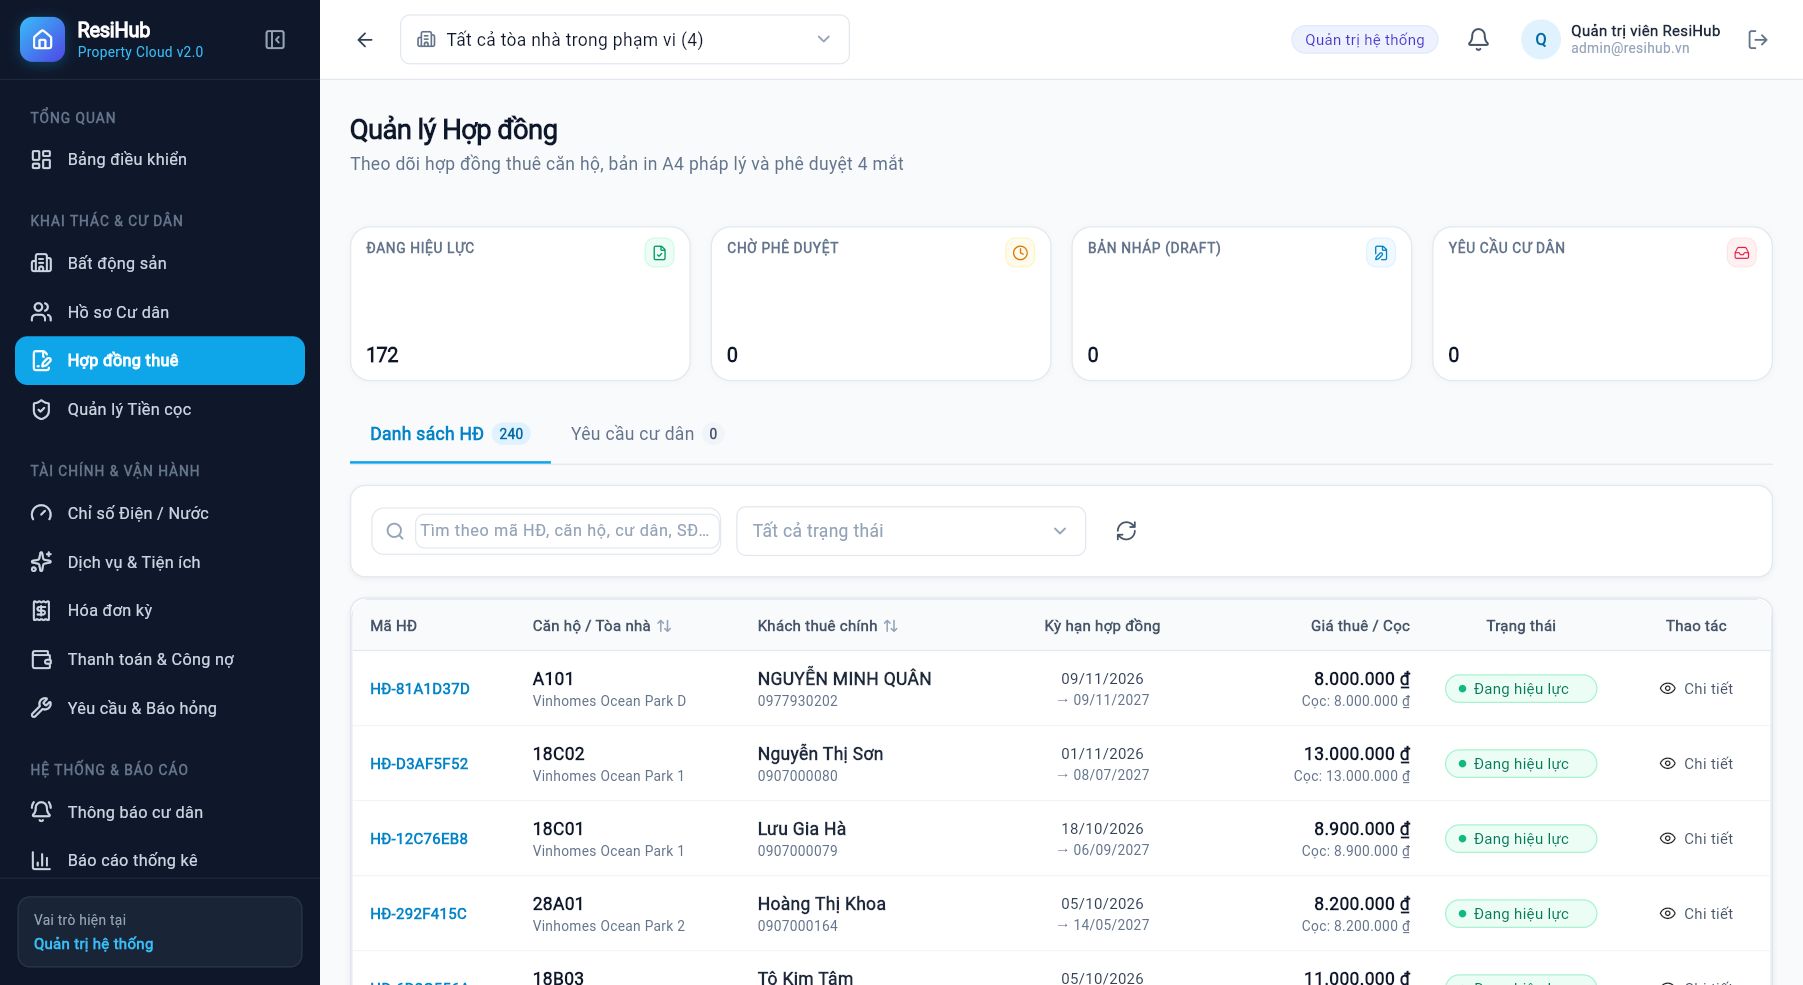 ResiHub
Property Cloud v2.0
TỔNG QUAN
Bảng điều khiển
KHAI THÁC & CƯ DÂN
Bất động sản
Hồ sơ Cư dân
Hợp đồng thuê
Quản lý Tiền cọc
TÀI CHÍNH & VẬN HÀNH
Chỉ số Điện / Nước
Dịch vụ & Tiện ích
Hóa đơn kỳ
Thanh toán & Công nợ
Yêu cầu & Báo hỏng
HỆ THỐNG & BÁO CÁO
Thông báo cư dân
Báo cáo thống kê
Vai trò hiện tại
Quản trị hệ thống
Tất cả tòa nhà trong phạm vi (4)
Quản trị hệ thống
Q
Quản trị viên ResiHub
admin@resihub.vn
Quản lý Hợp đồng
Theo dõi hợp đồng thuê căn hộ, bản in A4 pháp lý và phê duyệt 4 mắt
ĐANG HIỆU LỰC
172
CHỜ PHÊ DUYỆT
0
BẢN NHÁP (DRAFT)
0
YÊU CẦU CƯ DÂN
0
Danh sách HĐ 240
Yêu cầu cư dân 0
Tìm theo mã HĐ, căn hộ, cư dân, SĐ...
Tất cả trạng thái
Mã HĐ Căn hộ / Tòa nhà Khách thuê chính Kỳ hạn hợp đồng Giá thuê / Cọc Trạng thái Thao tác
HĐ-81A1D37D A101 NGUYỄN MINH QUÂN 09/11/2026 8.000.000 ₫ Đang hiệu lực Chi tiết
Vinhomes Ocean Park D 0977930202 → 09/11/2027 Cọc: 8.000.000 ₫
HĐ-D3AF5F52 18C02 Nguyễn Thị Sơn 01/11/2026 13.000.000 ₫ Đang hiệu lực Chi tiết
Vinhomes Ocean Park 1 0907000080 → 08/07/2027 Cọc: 13.000.000 ₫
HĐ-12C76EB8 18C01 Lưu Gia Hà 18/10/2026 8.900.000 ₫ Đang hiệu lực Chi tiết
Vinhomes Ocean Park 1 0907000079 → 06/09/2027 Cọc: 8.900.000 ₫
HĐ-292F415C 28A01 Hoàng Thị Khoa 05/10/2026 8.200.000 ₫ Đang hiệu lực Chi tiết
Vinhomes Ocean Park 2 0907000164 → 14/05/2027 Cọc: 8.200.000 ₫
18B03 Tô Kim Tâm 05/10/2026 11.000.000 ₫